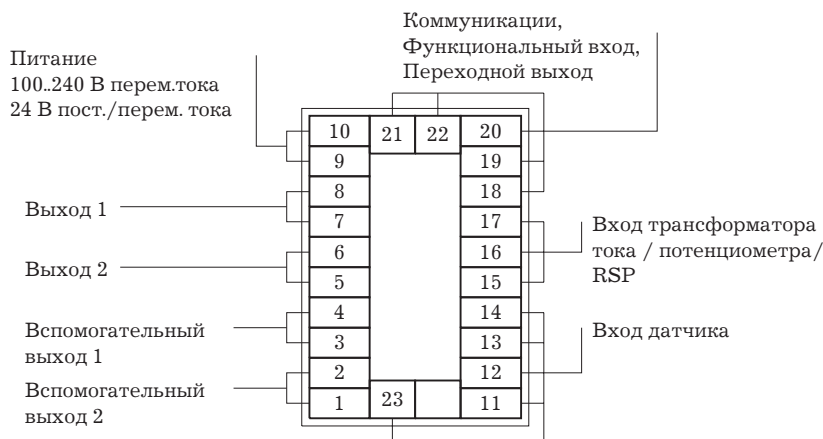 Коммуникации,
Функциональный вход,
Переходной выход
Питание
100..240 В перем.тока
24 В пост./перем. тока
10 21 22 20
9 19
8 18
Выход 1
7 17
Вход трансформатора
тока / потенциометра/
RSP
6 16
Выход 2
5 15
4 14
Вспомогательный
выход 1
3 13
Вход датчика
2 12
Вспомогательный
выход 2
1 23 11